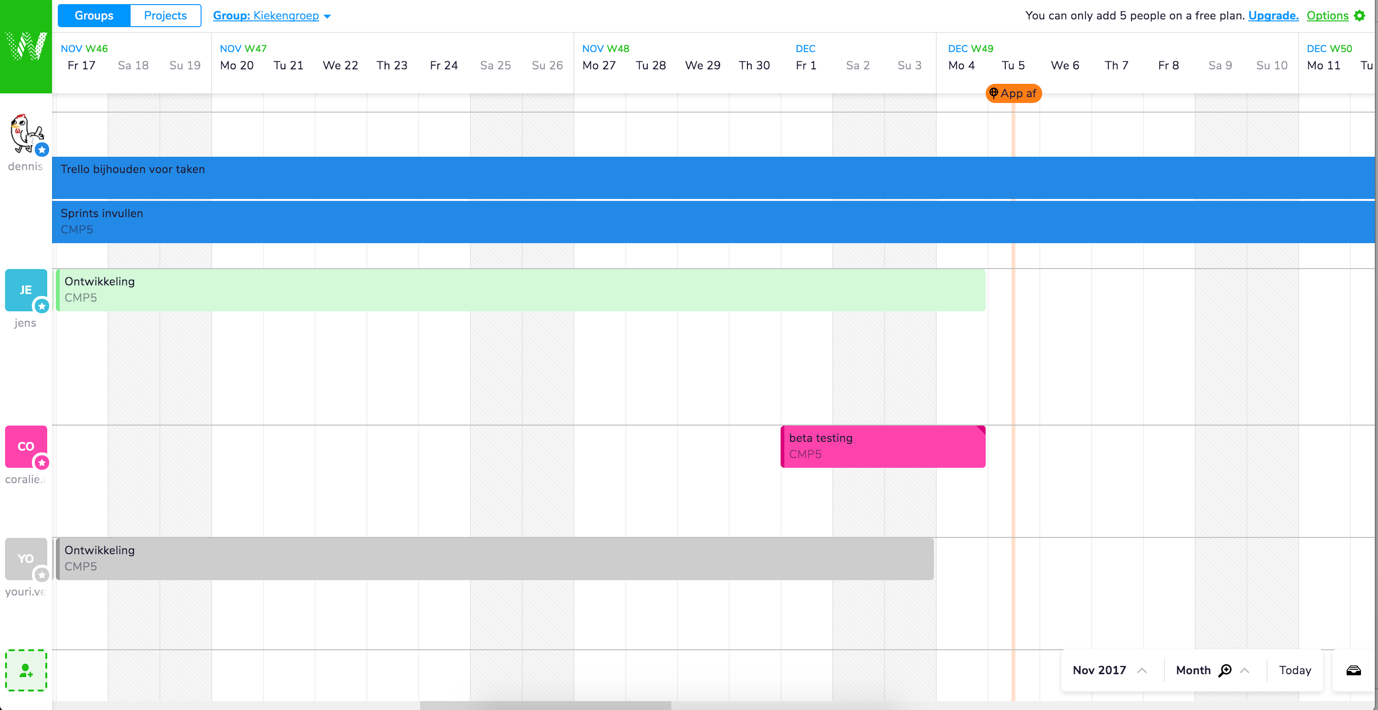 Groups
Projects
Group: Kiekengroep
You can only add 5 people on a free plan. Upgrade.
Options
W
NOV W46
NOV W47
NOV W48
DEC
DEC W49
DEC W50
Fr 17
Sa 18
Su 19
Mo 20
Tu 21
We 22
Th 23
Fr 24
Sa 25
Su 26
Mo 27
Tu 28
We 29
Th 30
Fr 1
Sa 2
Su 3
Mo 4
Tu 5
We 6
Th 7
Fr 8
Sa 9
Su 10
Mo 11
Tu
App af
dennis
Trello bijhouden voor taken
Sprints invullen
CMP5
JE
jens
Ontwikkeling
CMP5
CO
coralie.
beta testing
CMP5
YO
youri.ve
Ontwikkeling
CMP5
Nov 2017
Month
Today